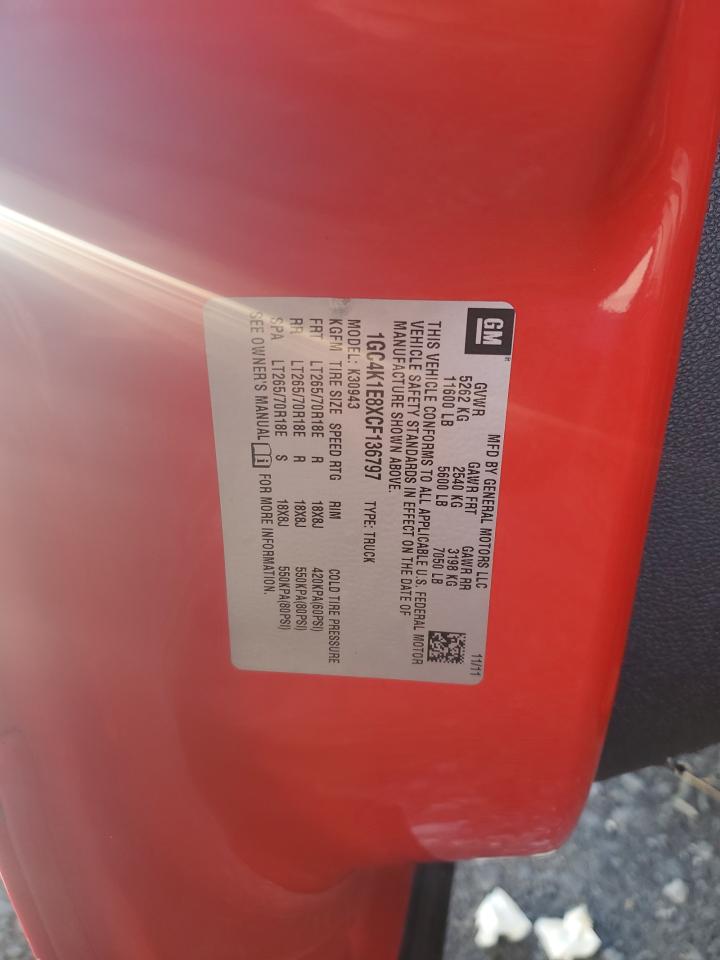 GM
MFD BY GENERAL MOTORS LLC 11/11
GVWR GAWR FRT GAWR RR
5262 KG 2540 KG 3198 KG
11600 LB 5600 LB 7050 LB
THIS VEHICLE CONFORMS TO ALL APPLICABLE U.S. FEDERAL MOTOR
VEHICLE SAFETY STANDARDS IN EFFECT ON THE DATE OF
MANUFACTURE SHOWN ABOVE.
1GC4K1E8XCF136797 TYPE: TRUCK
MODEL: K30943
KGFM TIRE SIZE SPEED RTG RIM COLD TIRE PRESSURE
FRT LT265/70R18E R 18X8J 420KPA(60PSI)
RR LT265/70R18E R 18X8J 550KPA(80PSI)
SPA LT265/70R18E S 18X8J 550KPA(80PSI)
SEE OWNER'S MANUAL FOR MORE INFORMATION.